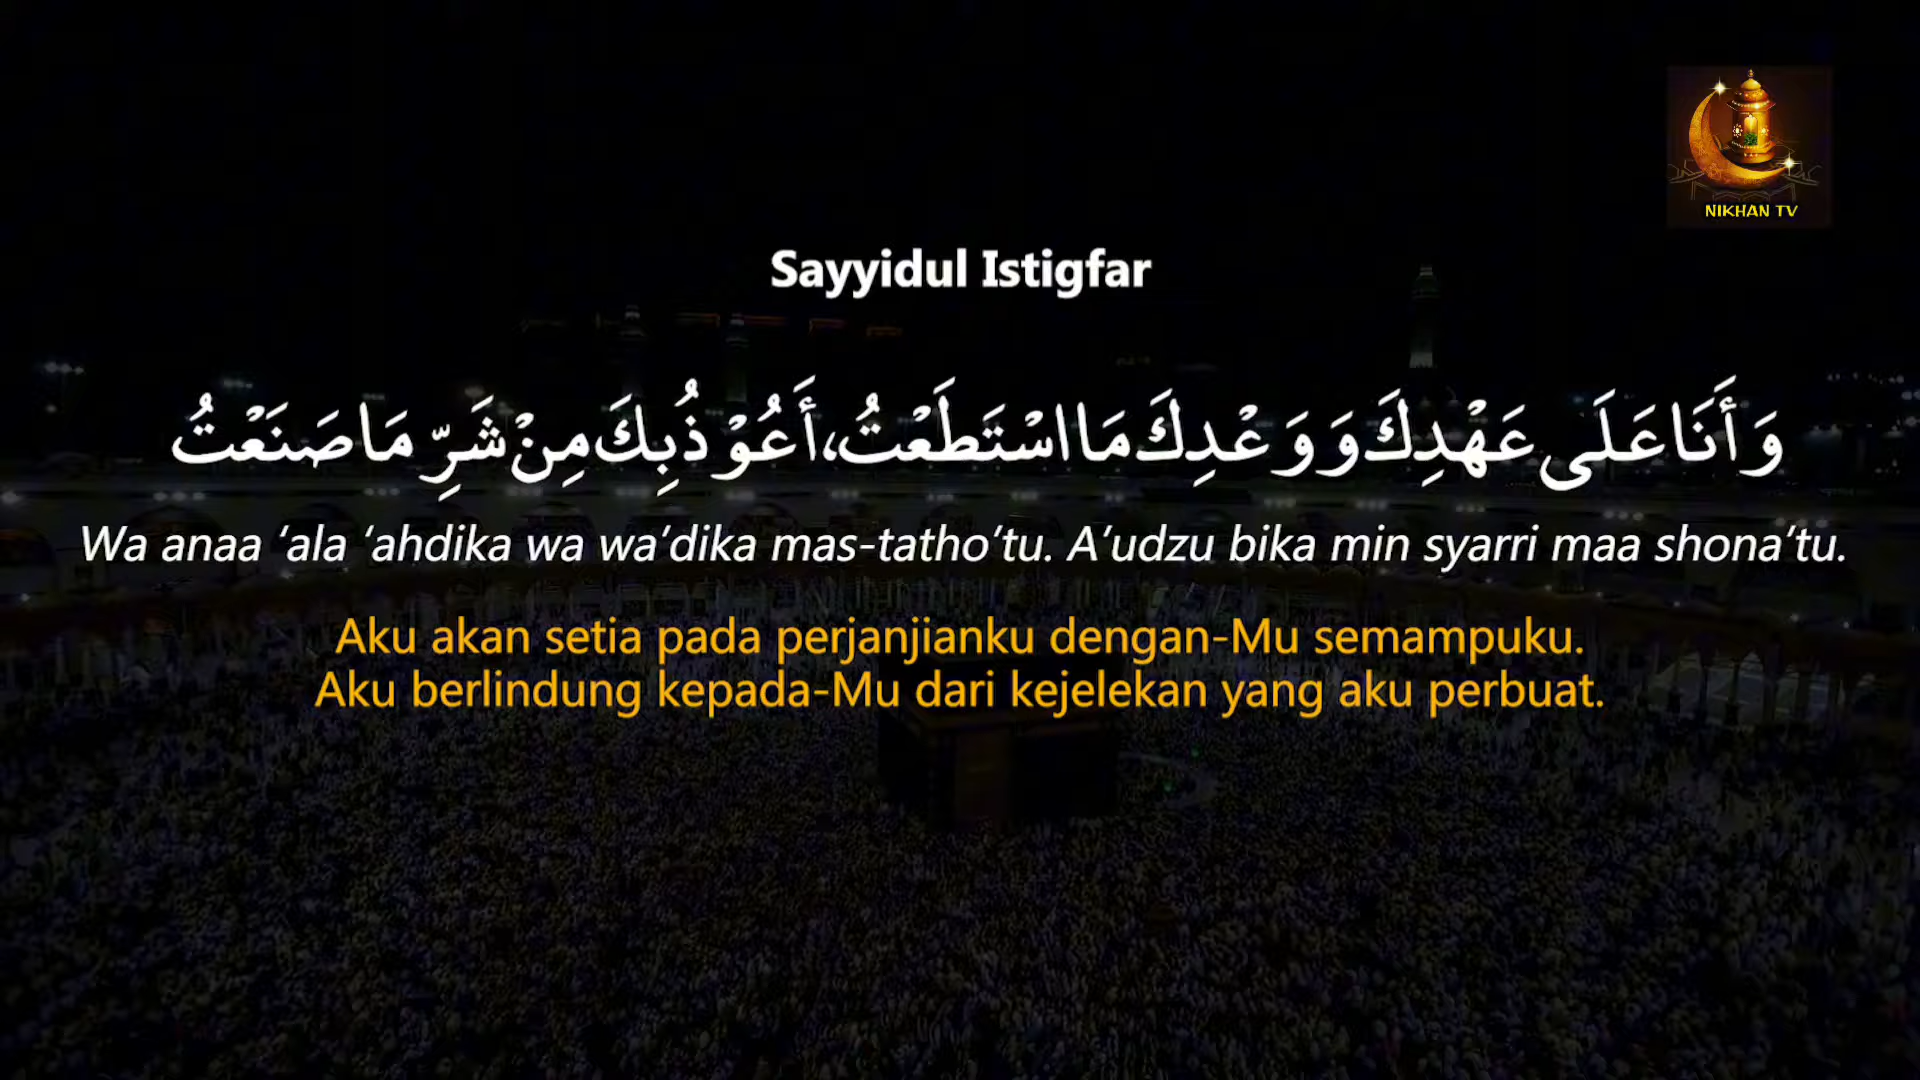 NIKHAN TV
Sayyidul Istigfar
وَأَنَا عَلَى عَهْدِكَ وَوَعْدِكَ مَا اسْتَطَعْتُ، أَعُوْذُ بِكَ مِنْ شَرِّ مَا صَنَعْتُ
Wa anaa ‘ala ‘ahdika wa wa’dika mas-tatho’tu. A’udzu bika min syarri maa shona’tu.
Aku akan setia pada perjanjianku dengan-Mu semampuku.
Aku berlindung kepada-Mu dari kejelekan yang aku perbuat.